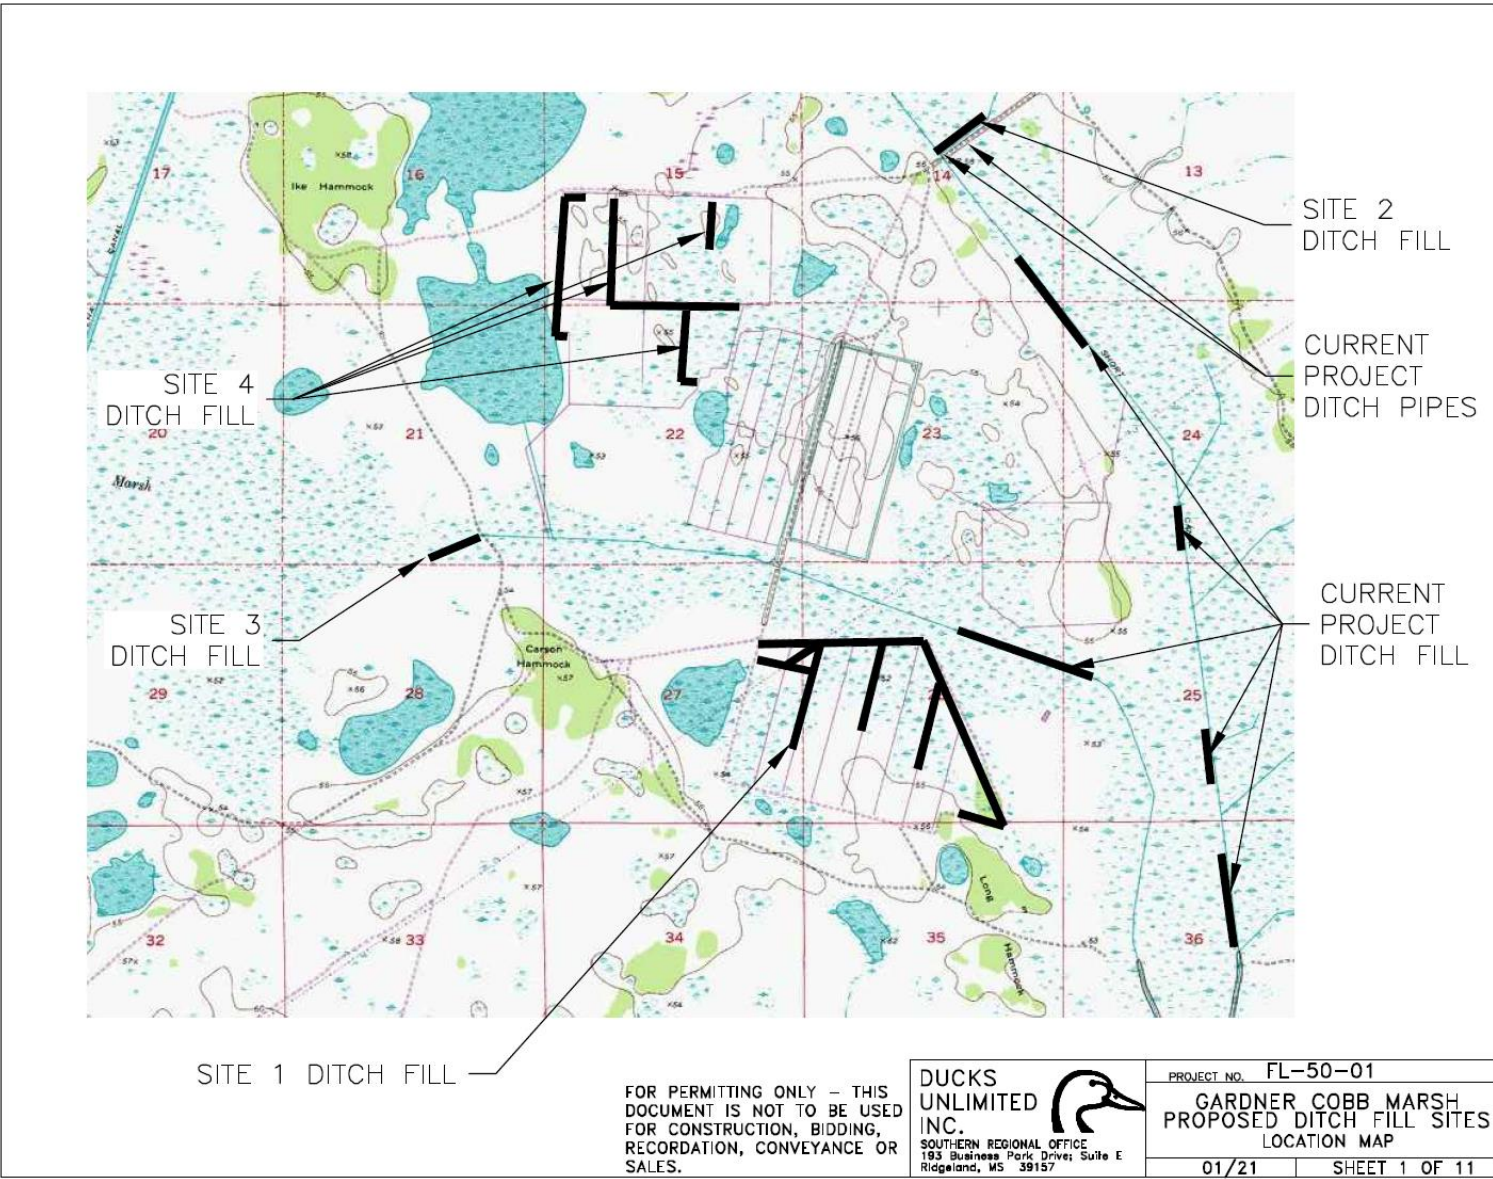 17
Ike Hammock
16
15
14
13
SITE 2
DITCH FILL
CANAL
CURRENT
PROJECT
DITCH PIPES
SITE 4
DITCH FILL
SHORT
20
21
22
23
24
Marsh
SITE 3
DITCH FILL
CURRENT
PROJECT
DITCH FILL
Carson
Hammock
29
28
27
25
32
33
34
35
36
Long
Hammock
SITE 1 DITCH FILL
FOR PERMITTING ONLY – THIS
DOCUMENT IS NOT TO BE USED
FOR CONSTRUCTION, BIDDING,
RECORDATION, CONVEYANCE OR
SALES.
DUCKS
UNLIMITED
INC.
SOUTHERN REGIONAL OFFICE
193 Business Park Drive; Suite E
Ridgeland, MS 39157
PROJECT NO. FL-50-01
GARDNER COBB MARSH
PROPOSED DITCH FILL SITES
LOCATION MAP
01/21
SHEET 1 OF 11